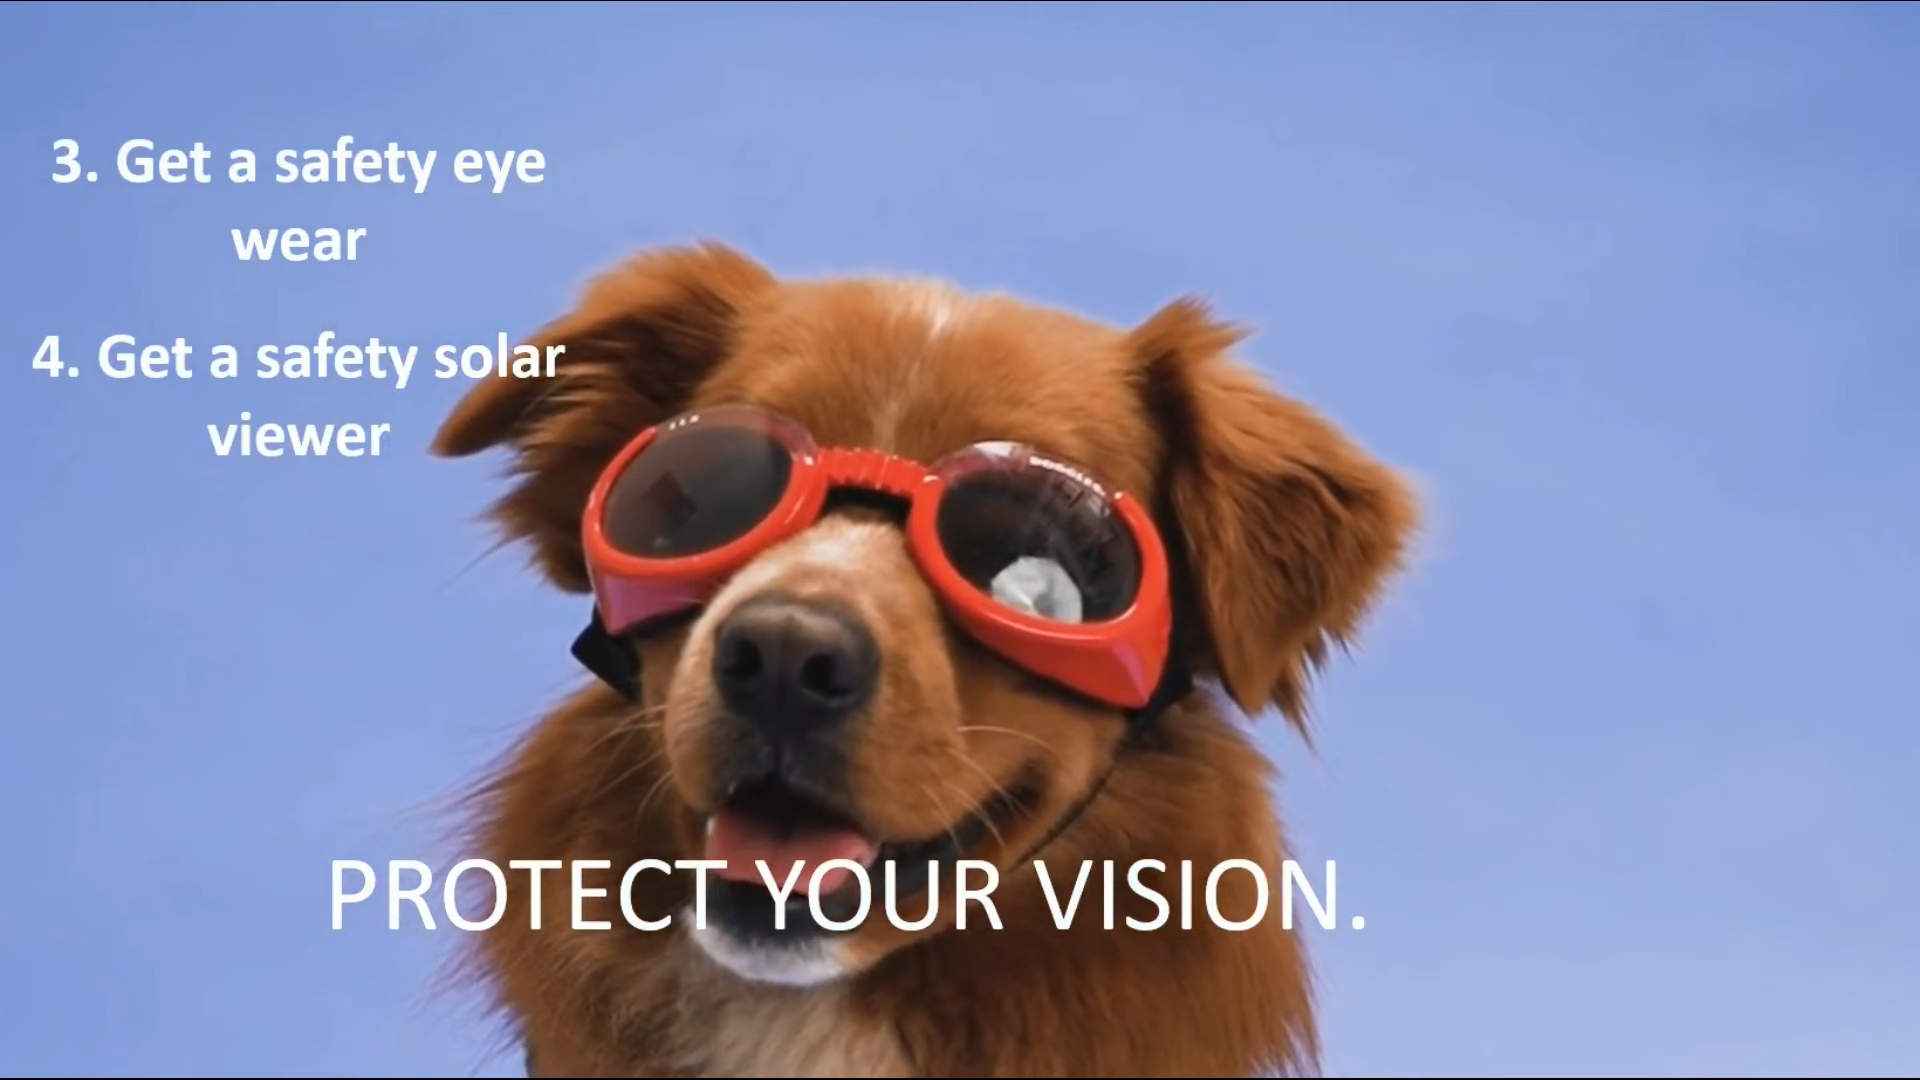 3. Get a safety eye
wear
4. Get a safety solar
viewer
PROTECT YOUR VISION.